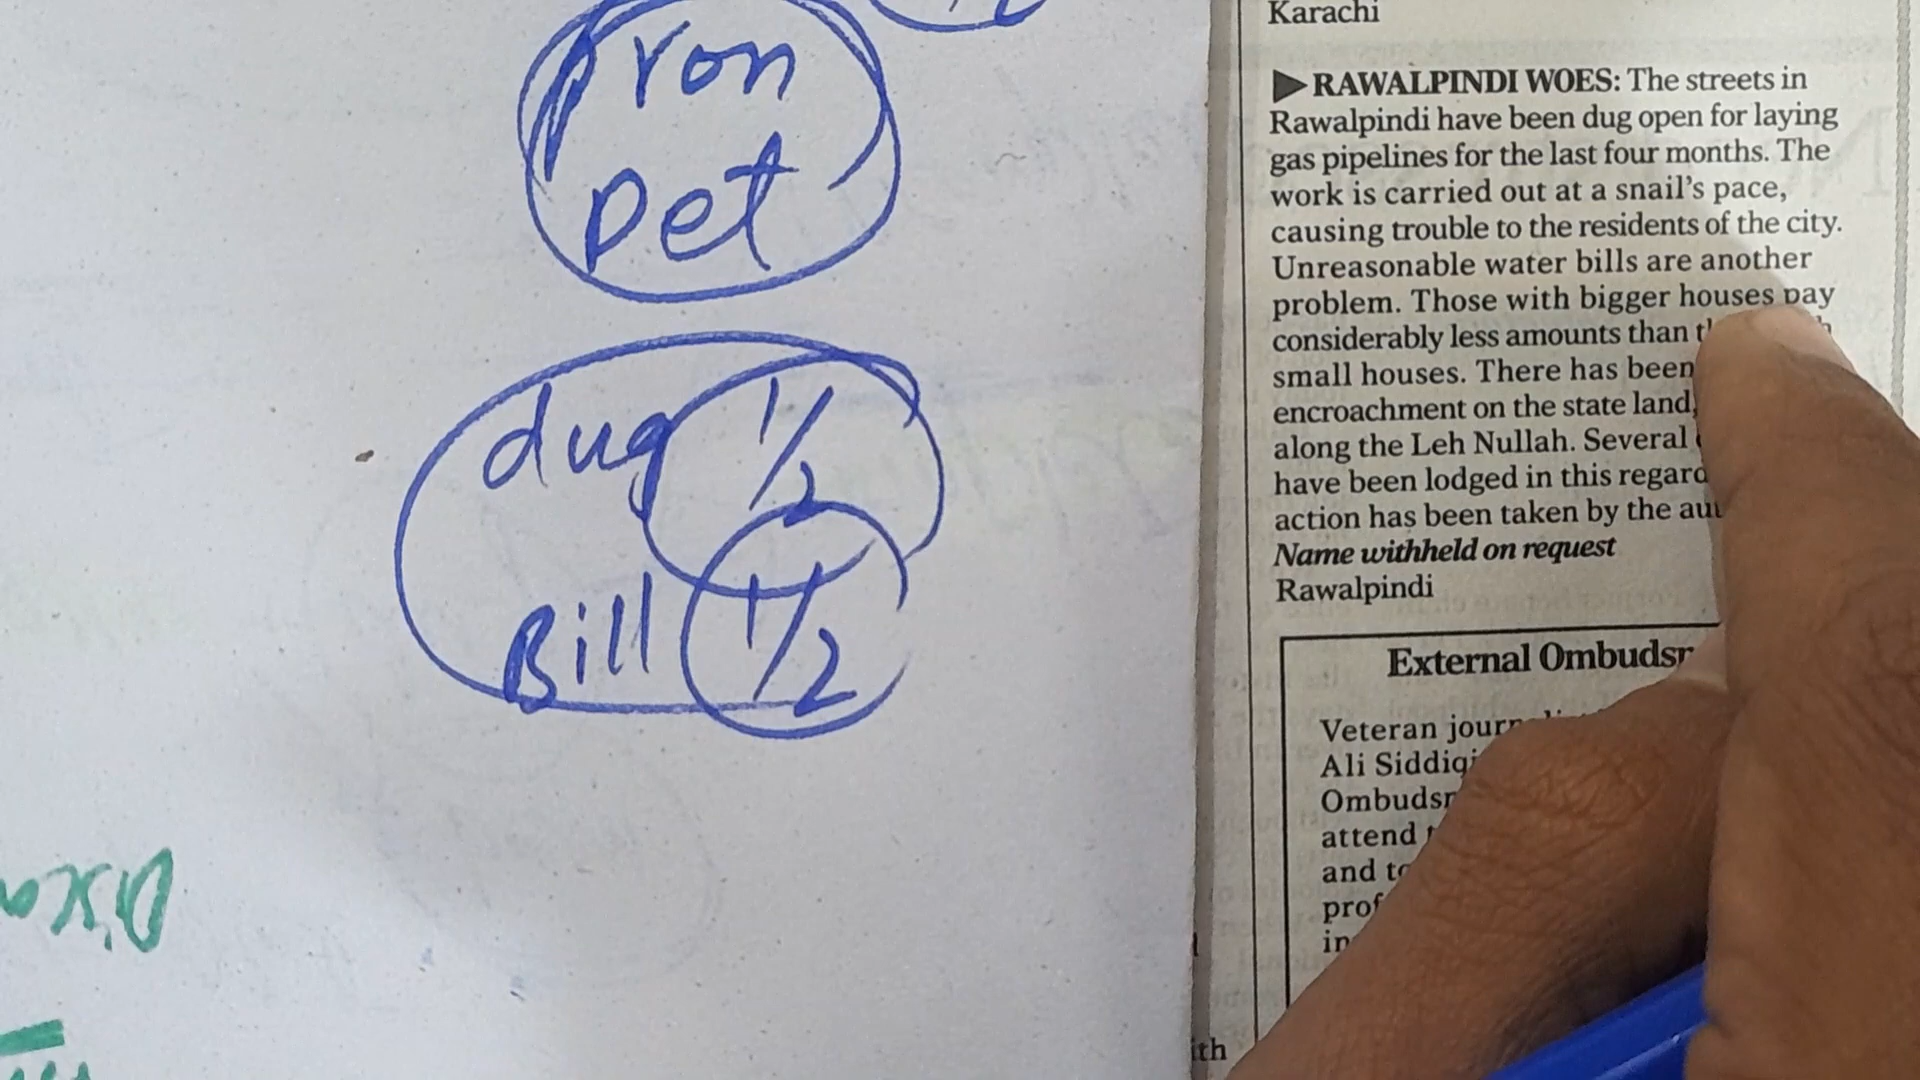 Pron
Pet
dug 1/2
Bill 1/2
Karachi
▶RAWALPINDI WOES: The streets in
Rawalpindi have been dug open for laying
gas pipelines for the last four months. The
work is carried out at a snail's pace,
causing trouble to the residents of the city.
Unreasonable water bills are another
problem. Those with bigger houses pay
considerably less amounts than
small houses. There has been
encroachment on the state land,
along the Leh Nullah. Several
have been lodged in this regard
action has been taken by the
Name withheld on request
Rawalpindi
External
Veteran
Ali
attend
and